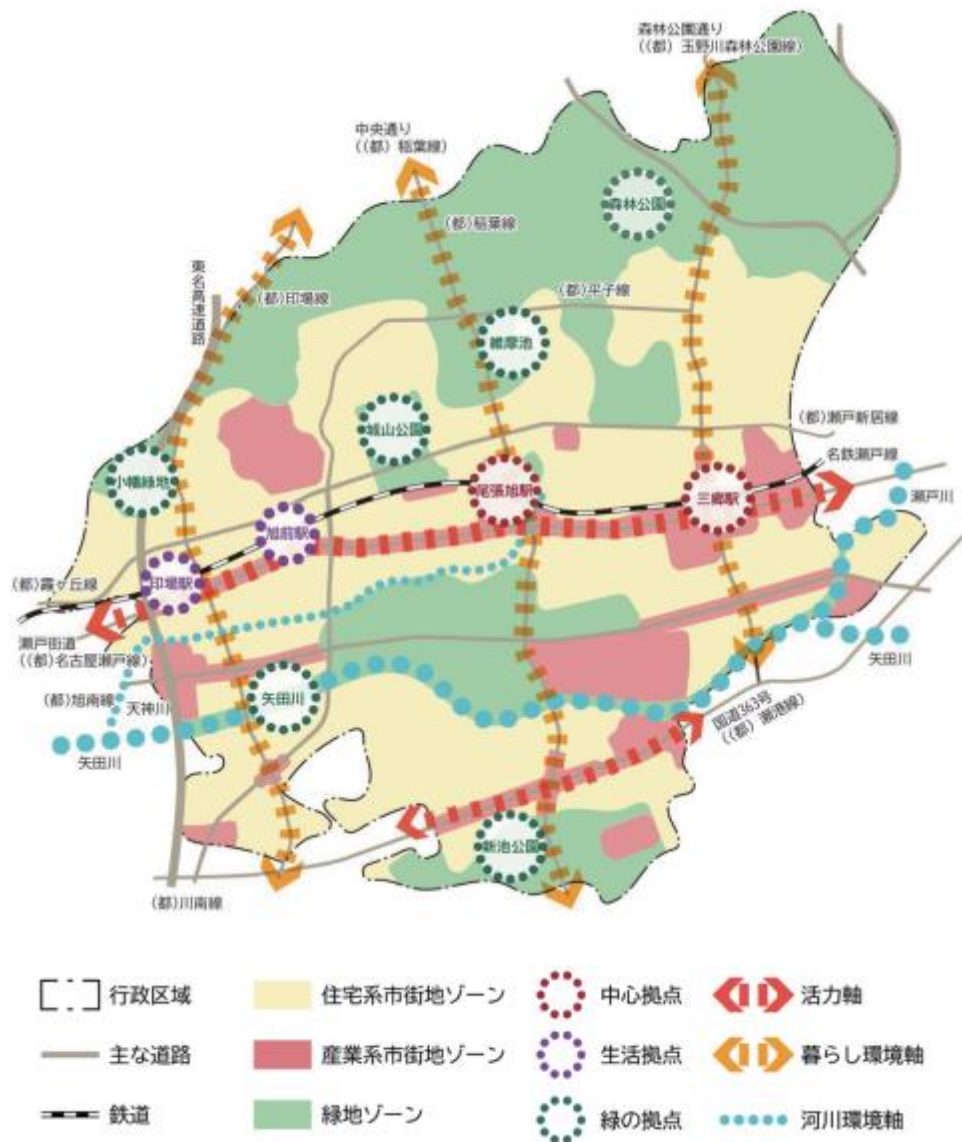 森林公園通り
((都) 玉野川森林公園線)
中央通り
((都) 稲葉線)
森林公園
(都)稲葉線
東名高速道路
(都)印場線
(都)平子線
維摩池
城山公園
(都)瀬戸新居線
名鉄瀬戸線
小幡緑地
尾張旭駅
三郷駅
瀬戸川
旭前駅
印場駅
(都)霞ヶ丘線
瀬戸街道
((都)名古屋瀬戸線)
(都)旭南線
天神川
矢田川
矢田川
矢田川
国道363号
((都) 瀬港線)
新池公園
(都)川南線
行政区域
住宅系市街地ゾーン
中心拠点
活力軸
主な道路
産業系市街地ゾーン
生活拠点
暮らし環境軸
鉄道
緑地ゾーン
緑の拠点
河川環境軸